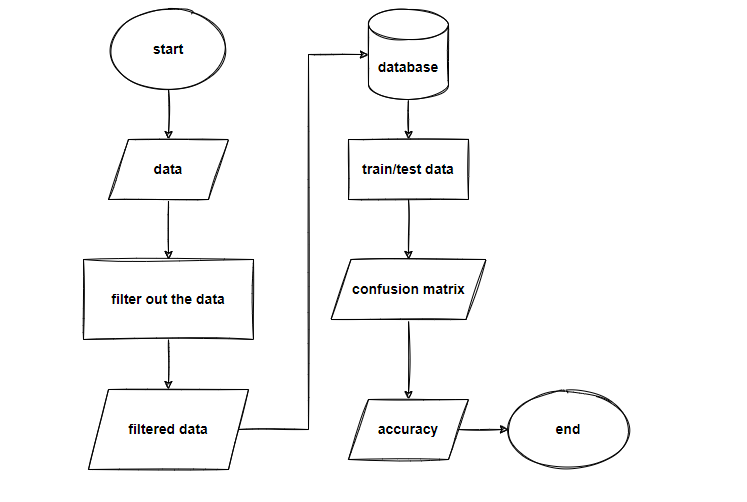 start
data
filter out the data
filtered data
database
train/test data
confusion matrix
accuracy
end